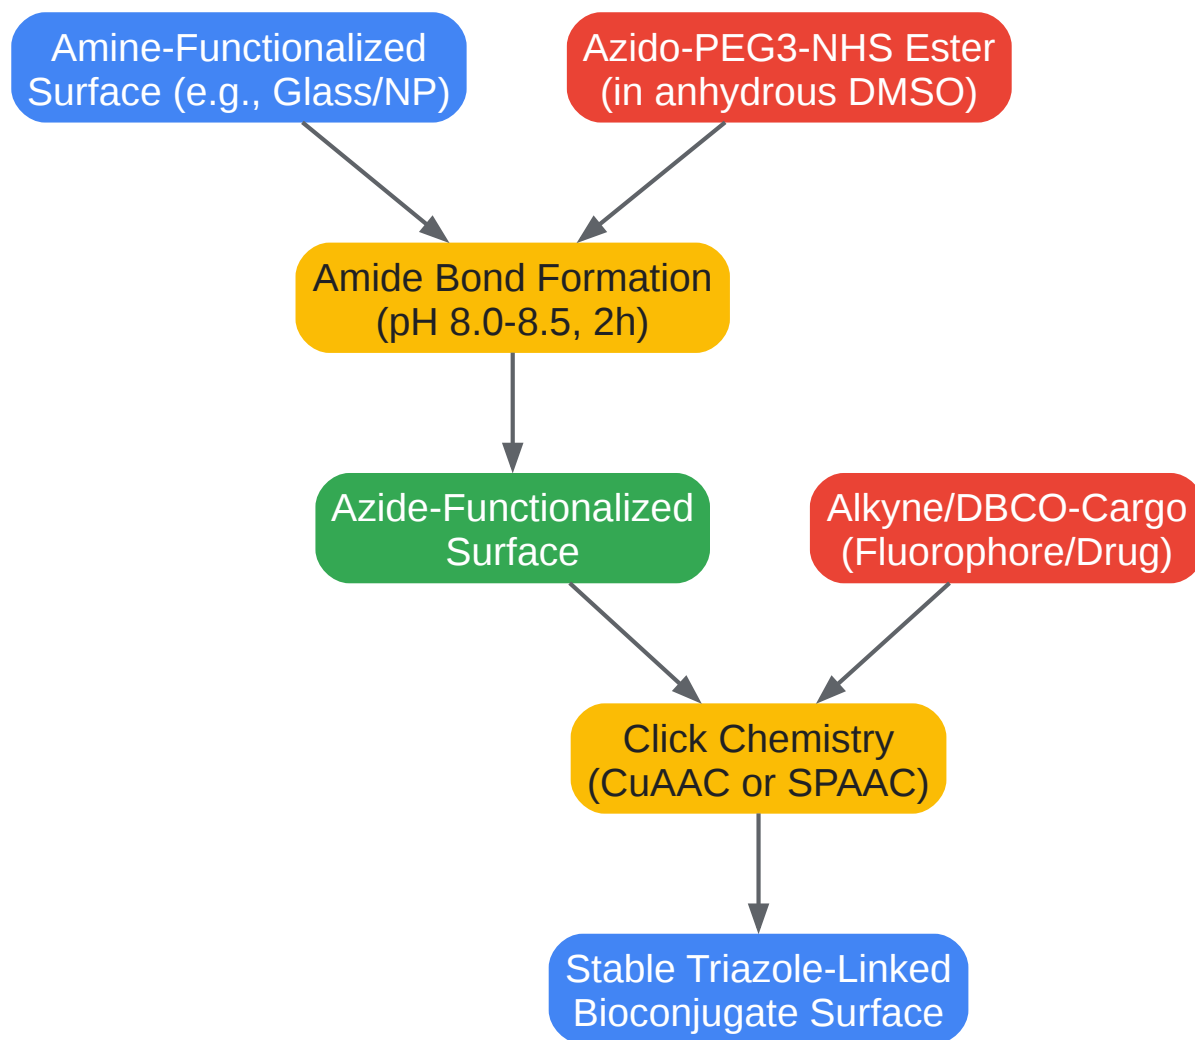 Amine-Functionalized
Surface (e.g., Glass/NP)
Azido-PEG3-NHS Ester
(in anhydrous DMSO)
Amide Bond Formation
(pH 8.0-8.5, 2h)
Azide-Functionalized
Surface
Alkyne/DBCO-Cargo
(Fluorophore/Drug)
Click Chemistry
(CuAAC or SPAAC)
Stable Triazole-Linked
Bioconjugate Surface